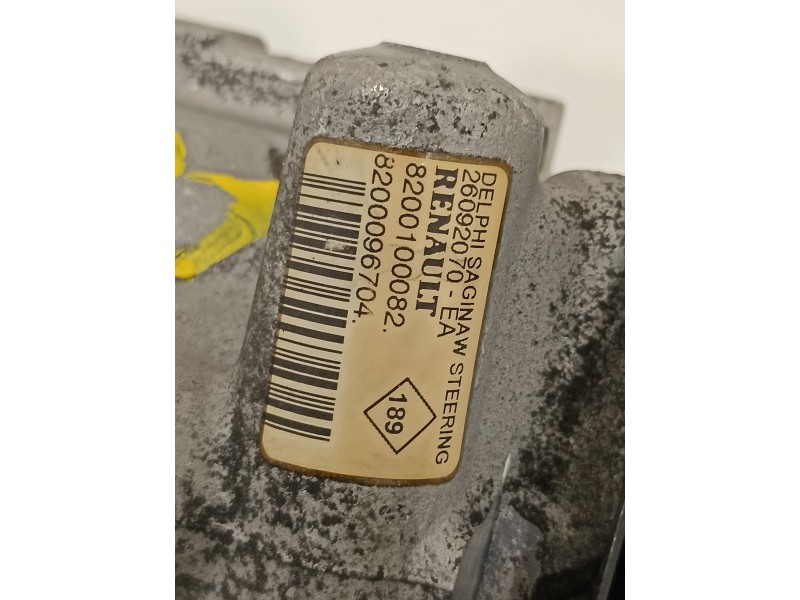 DELPHI SAGINAW STEERING
26092070 - EA
RENAULT
8200100082.
8200096704.
189